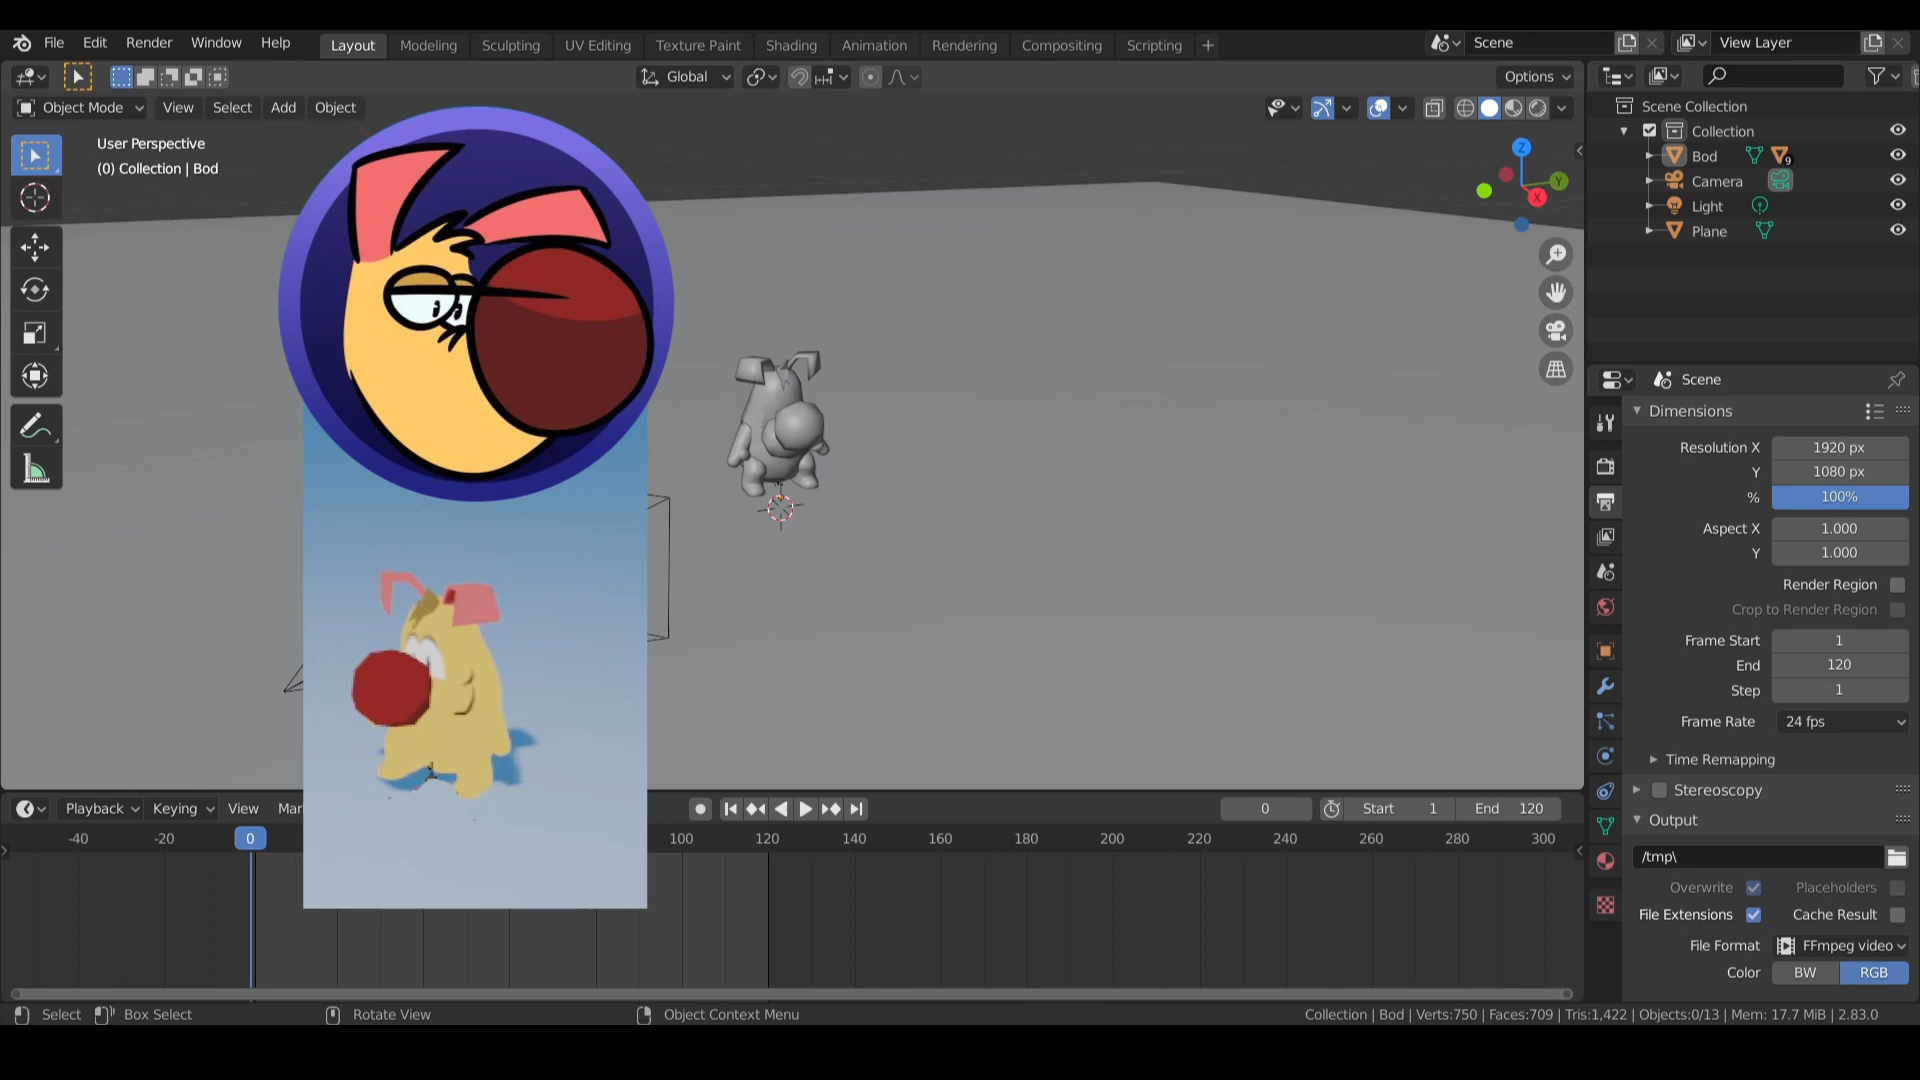 File Edit Render Window Help Layout Modeling Sculpting UV Editing Texture Paint Shading Animation Rendering Compositing Scripting + Scene View Layer
Global Options
Object Mode View Select Add Object
User Perspective
(0) Collection | Bod
Z
Y
X
Scene Collection
Collection
Bod 9
Camera
Light
Plane
Scene
Dimensions
Resolution X 1920 px
Y 1080 px
% 100%
Aspect X 1.000
Y 1.000
Render Region
Crop to Render Region
Frame Start 1
End 120
Step 1
Frame Rate 24 fps
Time Remapping
Stereoscopy
Output
/tmp\
Overwrite Placeholders
File Extensions Cache Result
File Format FFmpeg video
Color BW RGB
Playback Keying View Mar 0 Start 1 End 120
-40 -20 0 100 120 140 160 180 200 220 240 260 280 300
Select Box Select Rotate View Object Context Menu Collection | Bod | Verts:750 | Faces:709 | Tris:1,422 | Objects:0/13 | Mem: 17.7 MiB | 2.83.0